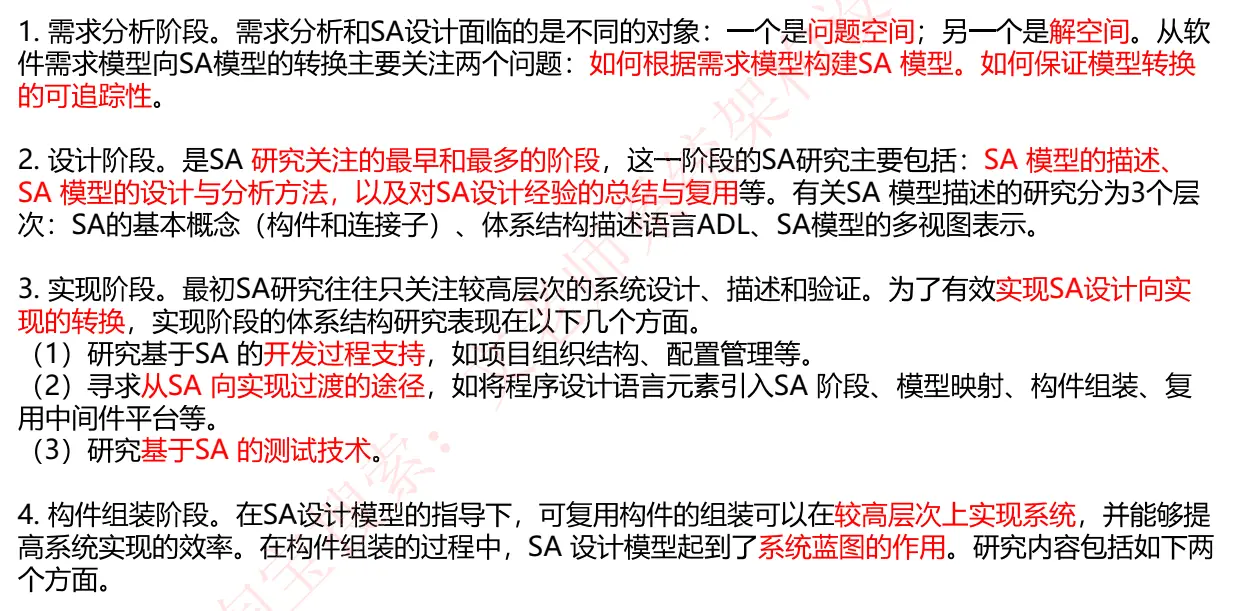 1. 需求分析阶段。需求分析和SA设计面临的是不同的对象：一个是问题空间；另一个是解空间。从软
件需求模型向SA模型的转换主要关注两个问题：如何根据需求模型构建SA 模型。如何保证模型转换
的可追踪性。
2. 设计阶段。是SA 研究关注的最早和最多的阶段，这一阶段的SA研究主要包括：SA 模型的描述、
SA 模型的设计与分析方法，以及对SA设计经验的总结与复用等。有关SA 模型描述的研究分为3个层
次：SA的基本概念（构件和连接子）、体系结构描述语言ADL、SA模型的多视图表示。
3. 实现阶段。最初SA研究往往只关注较高层次的系统设计、描述和验证。为了有效实现SA设计向实
现的转换，实现阶段的体系结构研究表现在以下几个方面。
（1）研究基于SA 的开发过程支持，如项目组织结构、配置管理等。
（2）寻求从SA 向实现过渡的途径，如将程序设计语言元素引入SA 阶段、模型映射、构件组装、复
用中间件平台等。
（3）研究基于SA 的测试技术。
4. 构件组装阶段。在SA设计模型的指导下，可复用构件的组装可以在较高层次上实现系统，并能够提
高系统实现的效率。在构件组装的过程中，SA 设计模型起到了系统蓝图的作用。研究内容包括如下两
个方面。